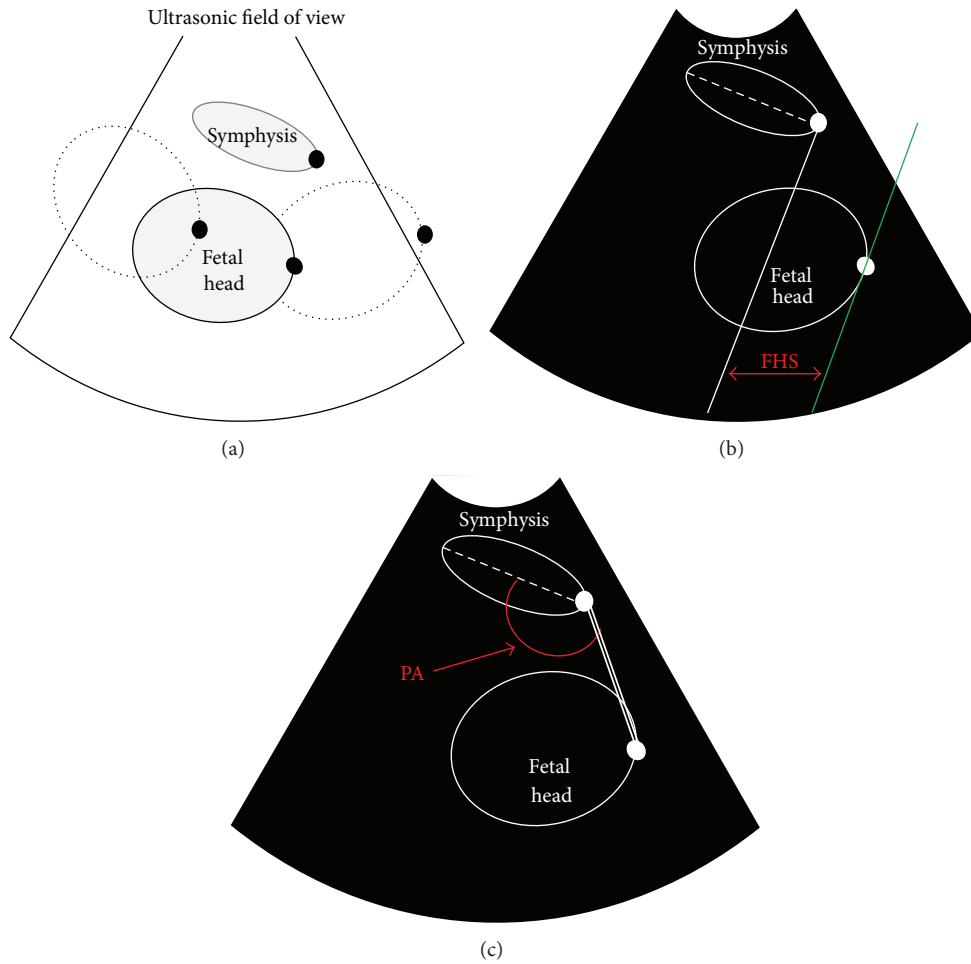 Ultrasonic field of view
Symphysis
Fetal
head
(a)
Symphysis
Fetal
head
FHS
(b)
Symphysis
PA
Fetal
head
(c)